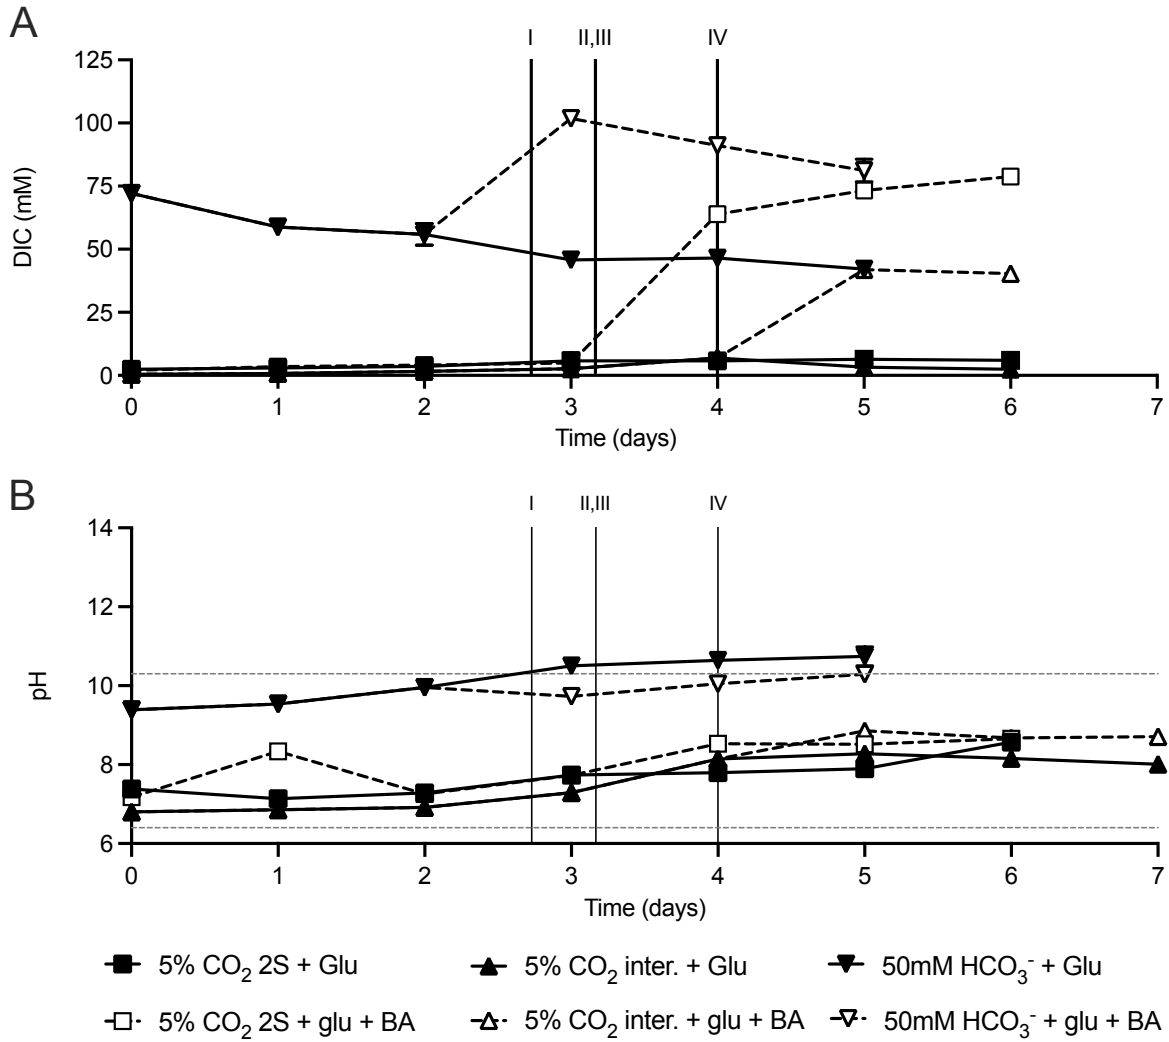 A
I II,III IV
125
100
75
50
25
0
DIC (mM)
0 1 2 3 4 5 6 7
Time (days)
B
I II,III IV
14
12
10
8
6
pH
0 1 2 3 4 5 6 7
Time (days)
5% CO2 2S + Glu 5% CO2 inter. + Glu 50mM HCO3- + Glu
5% CO2 2S + glu + BA 5% CO2 inter. + glu + BA 50mM HCO3- + glu + BA